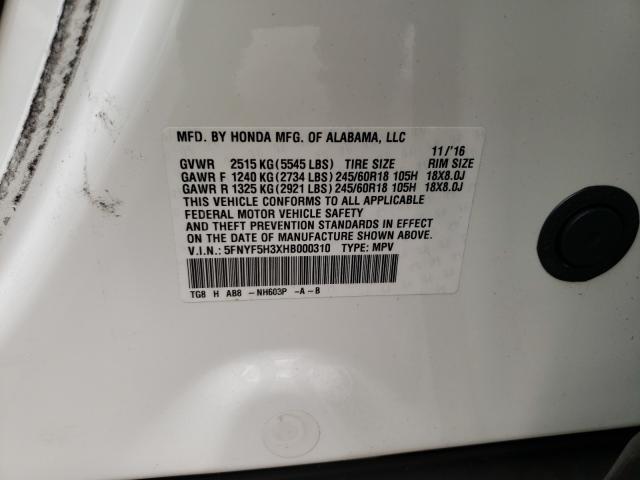 MFD. BY HONDA MFG. OF ALABAMA, LLC
11/'16
GVWR 2515 KG (5545 LBS) TIRE SIZE RIM SIZE
GAWR F 1240 KG (2734 LBS) 245/60R18 105H 18X8.0J
GAWR R 1325 KG (2921 LBS) 245/60R18 105H 18X8.0J
THIS VEHICLE CONFORMS TO ALL APPLICABLE
FEDERAL MOTOR VEHICLE SAFETY
AND THEFT PREVENTION STANDARDS IN EFFECT
ON THE DATE OF MANUFACTURE SHOWN ABOVE.
V.I.N.: 5FNYF5H3XHB000310 TYPE: MPV
TG8 H AB8 -NH603P -A-B